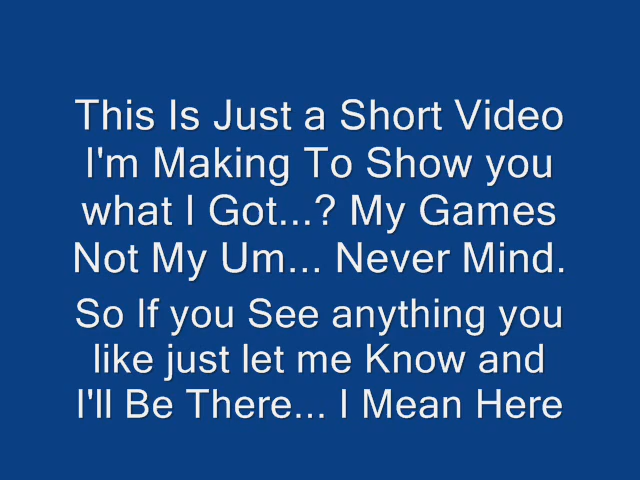 This Is Just a Short Video
I'm Making To Show you
what I Got...? My Games
Not My Um... Never Mind.
So If you See anything you
like just let me Know and
I'll Be There... I Mean Here